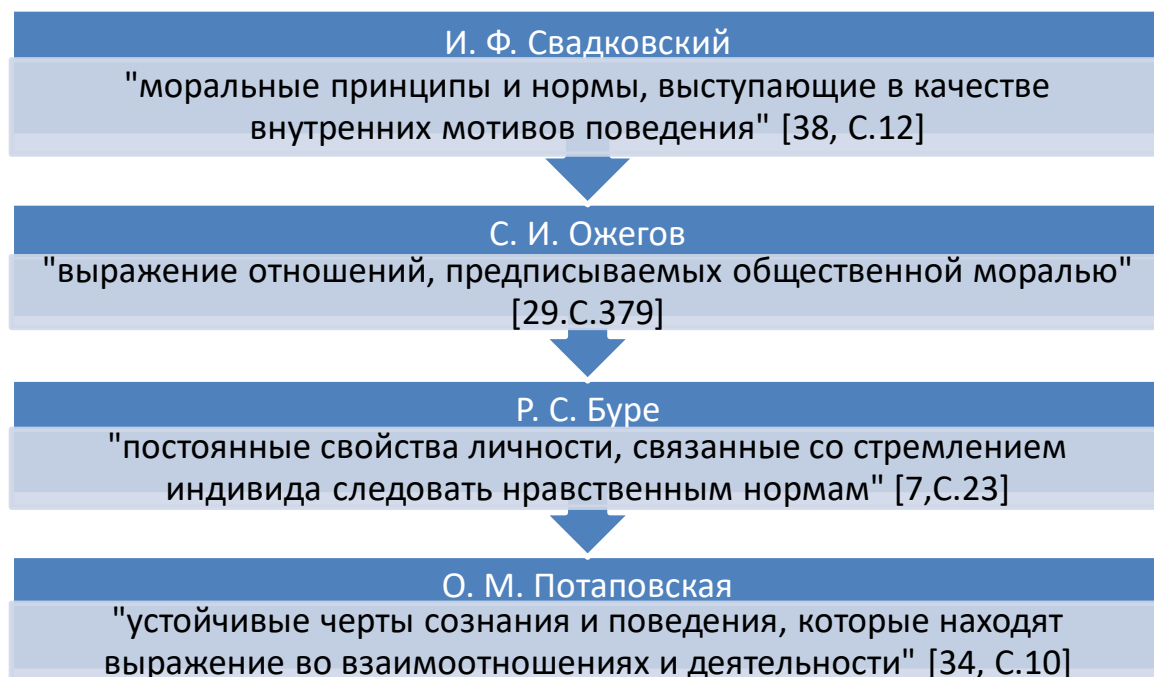 И. Ф. Свадковский
"моральные принципы и нормы, выступающие в качестве
внутренних мотивов поведения" [38, С.12]
С. И. Ожегов
"выражение отношений, предписываемых общественной моралью"
[29.С.379]
Р. С. Буре
"постоянные свойства личности, связанные со стремлением
индивида следовать нравственным нормам" [7,С.23]
О. М. Потаповская
"устойчивые черты сознания и поведения, которые находят
выражение во взаимоотношениях и деятельности" [34, С.10]